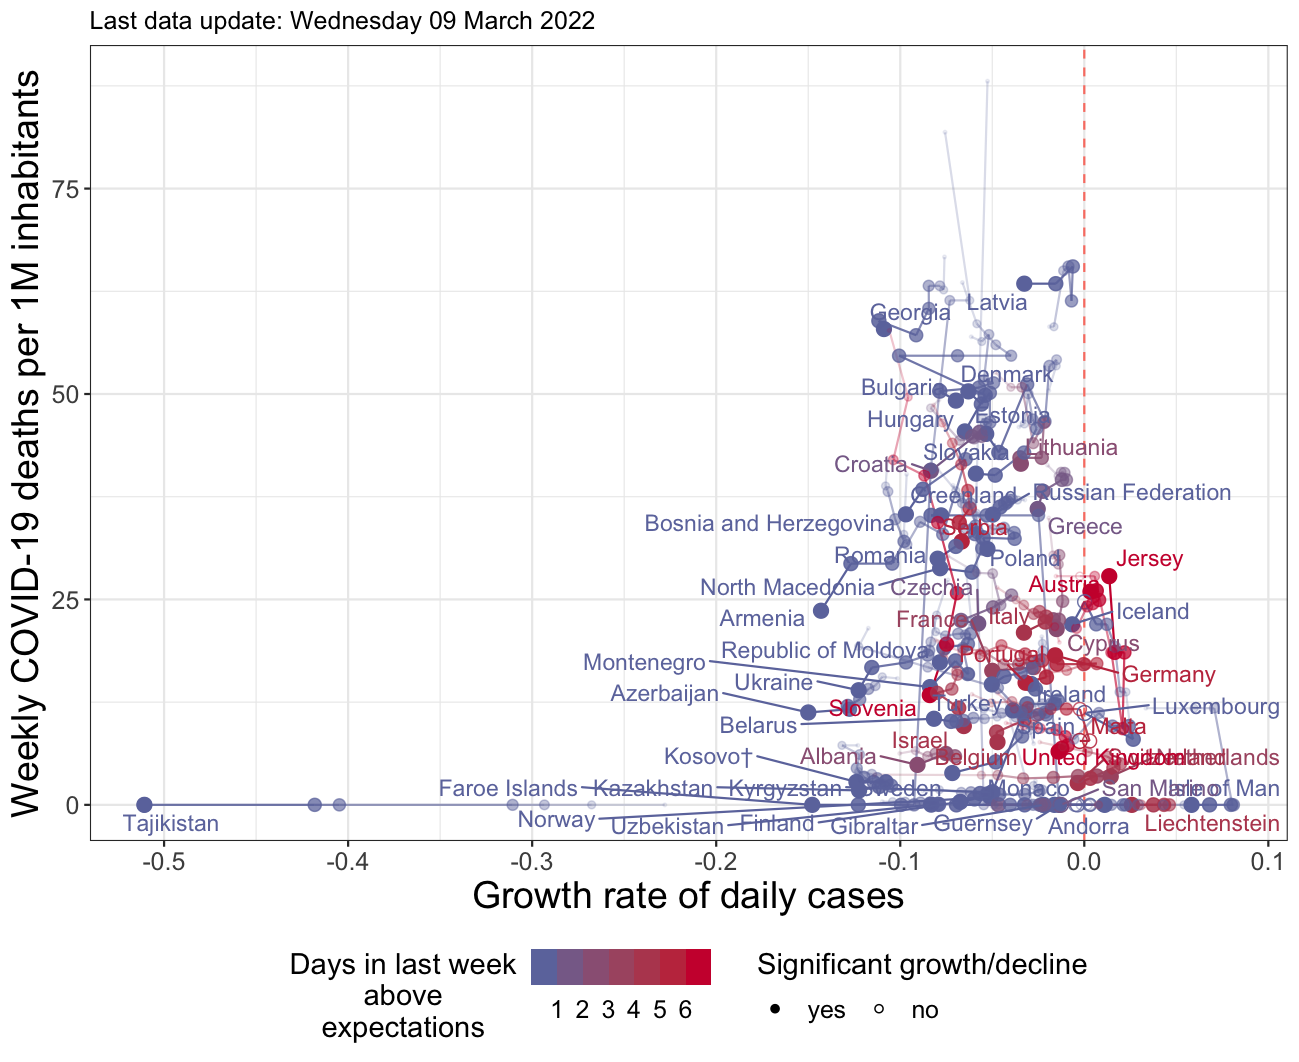 Last data update: Wednesday 09 March 2022
Weekly COVID-19 deaths per 1M inhabitants
75
50
25
0
Georgia
Latvia
Denmark
Bulgaria
Hungary
Estonia
Slovakia
Lithuania
Croatia
Greenland
Russian Federation
Bosnia and Herzegovina
Serbia
Greece
Romania
Poland
Jersey
North Macedonia
Czechia
Austria
Armenia
France
Italy
Iceland
Republic of Moldova
Portugal
Cyprus
Montenegro
Germany
Ukraine
Azerbaijan
Ireland
Slovenia
Turkey
Luxembourg
Belarus
Spain
Malta
Israel
Kosovo†
Albania
Belgium
United Kingdom
Switzerland
Netherlands
Faroe Islands
Kazakhstan
Kyrgyzstan
Sweden
Monaco
San Marino
Isle of Man
Tajikistan
Norway
Uzbekistan
Finland
Gibraltar
Guernsey
Andorra
Liechtenstein
-0.5
-0.4
-0.3
-0.2
-0.1
0.0
0.1
Growth rate of daily cases
Days in last week
above
expectations
1 2 3 4 5 6
Significant growth/decline
yes
no